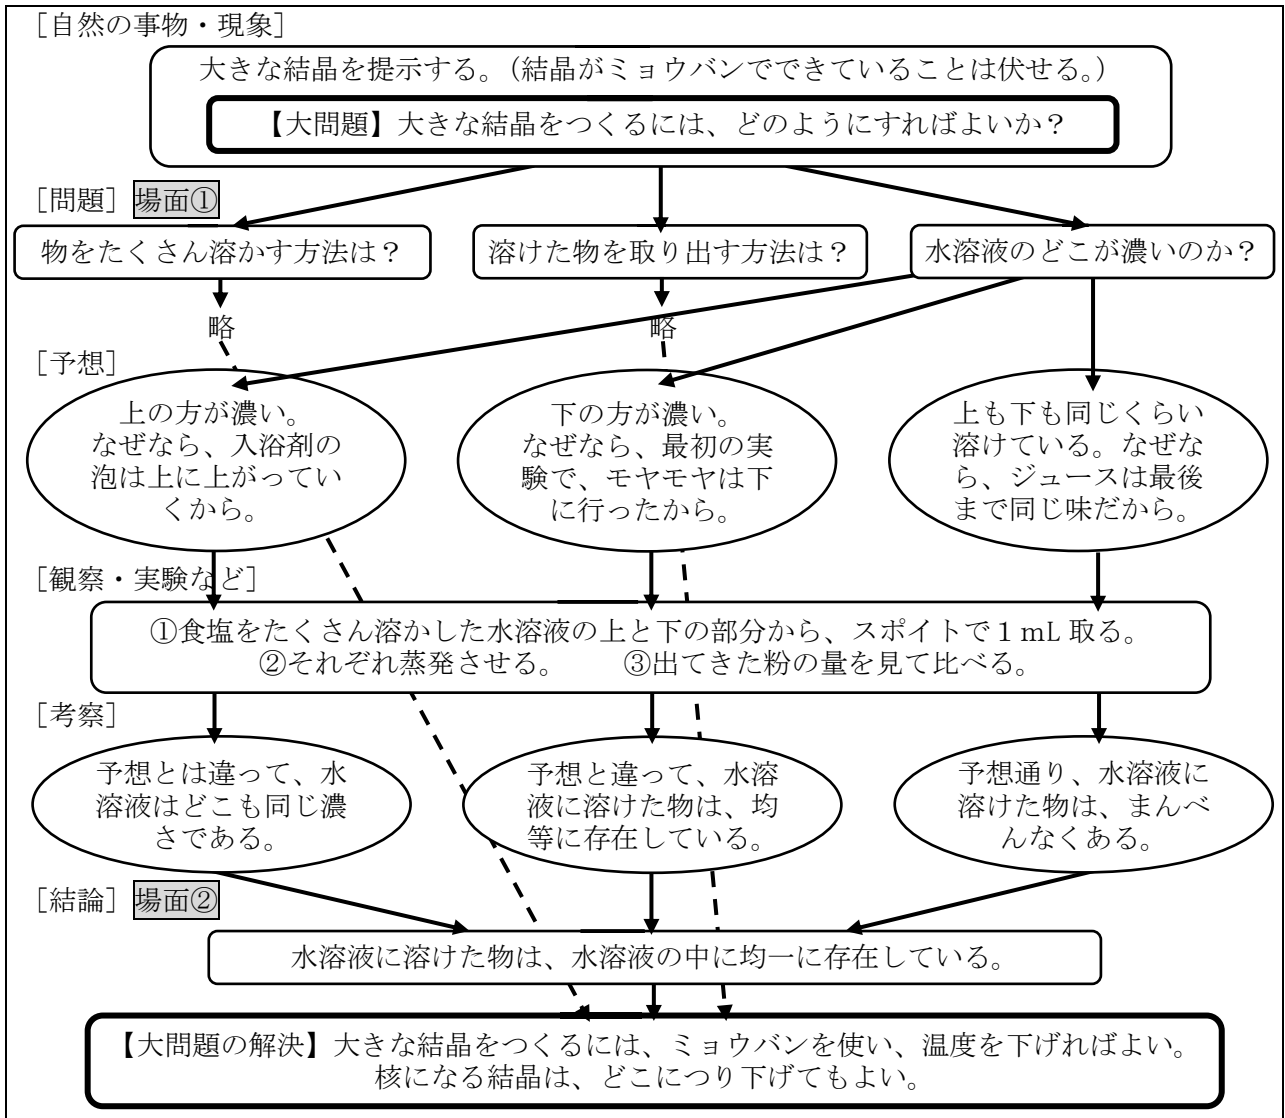 ［自然の事物・現象］
大きな結晶を提示する。（結晶がミョウバンでできていることは伏せる。）
【大問題】大きな結晶をつくるには、どのようにすればよいか？
［問題］ 場面①
物をたくさん溶かす方法は？
溶けた物を取り出す方法は？
水溶液のどこが濃いのか？
略
略
［予想］
上の方が濃い。
なぜなら、入浴剤の
泡は上に上がってい
くから。
下の方が濃い。
なぜなら、最初の実
験で、モヤモヤは下
に行ったから。
上も下も同じくらい
溶けている。なぜな
ら、ジュースは最後
まで同じ味だから。
［観察・実験など］
①食塩をたくさん溶かした水溶液の上と下の部分から、スポイトで１mL 取る。
②それぞれ蒸発させる。　　③出てきた粉の量を見て比べる。
［考察］
予想とは違って、水
溶液はどこも同じ濃
さである。
予想と違って、水溶
液に溶けた物は、均
等に存在している。
予想通り、水溶液に
溶けた物は、まんべ
んなくある。
［結論］ 場面②
水溶液に溶けた物は、水溶液の中に均一に存在している。
【大問題の解決】大きな結晶をつくるには、ミョウバンを使い、温度を下げればよい。
核になる結晶は、どこにつり下げてもよい。